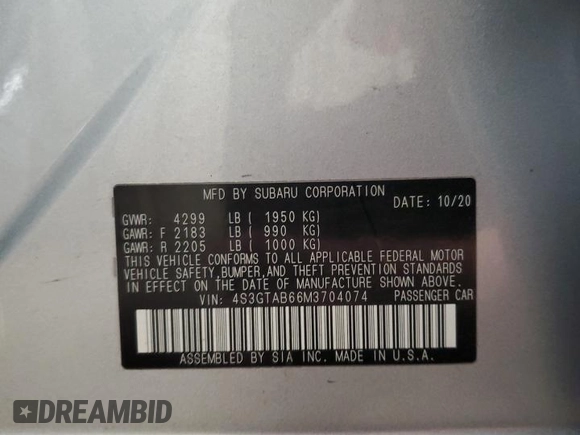 MFD BY SUBARU CORPORATION
DATE: 10/20
GVWR: 4299 LB ( 1950 KG)
GAWR: F 2183 LB ( 990 KG)
GAWR: R 2205 LB ( 1000 KG)
THIS VEHICLE CONFORMS TO ALL APPLICABLE FEDERAL MOTOR
VEHICLE SAFETY,BUMPER,AND THEFT PREVENTION STANDARDS
IN EFFECT ON THE DATE OF MANUFACTURE SHOWN ABOVE.
VIN: 4S3GTAB66M3704074 PASSENGER CAR
ASSEMBLED BY SIA INC. MADE IN U.S.A.
DREAMBID